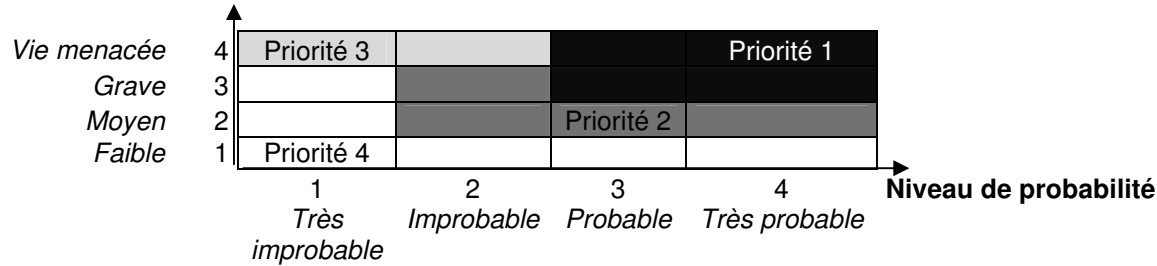 Vie menacée 4 Priorité 3 Priorité 1
Grave 3
Moyen 2 Priorité 2
Faible 1 Priorité 4
1 2 3 4 Niveau de probabilité
Très Improbable Probable Très probable
improbable